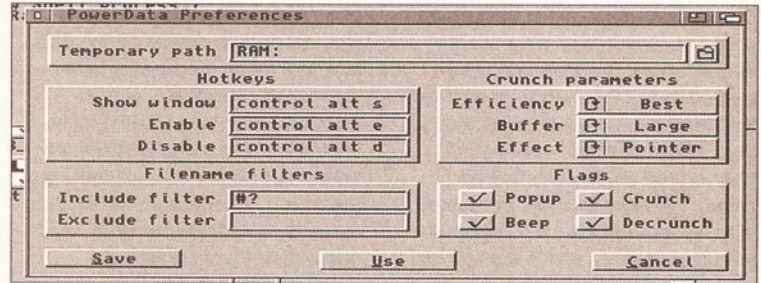 PowerData Preferences
Temporary path RAM:
Hotkeys
Show window control alt s
Enable control alt e
Disable control alt d
Crunch parameters
Efficiency Best
Buffer Large
Effect Pointer
Filename filters
Include filter #?
Exclude filter
Flags
Popup Crunch
Beep Decrunch
Save Use Cancel